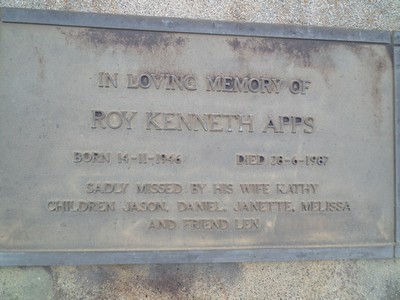 IN LOVING MEMORY OF
ROY KENNETH APPS
BORN 14-11-1946 DIED 28-6-1987
SADLY MISSED BY HIS WIFE KATHY
CHILDREN JASON, DANIEL, JANETTE, MELISSA
AND FRIEND LEN